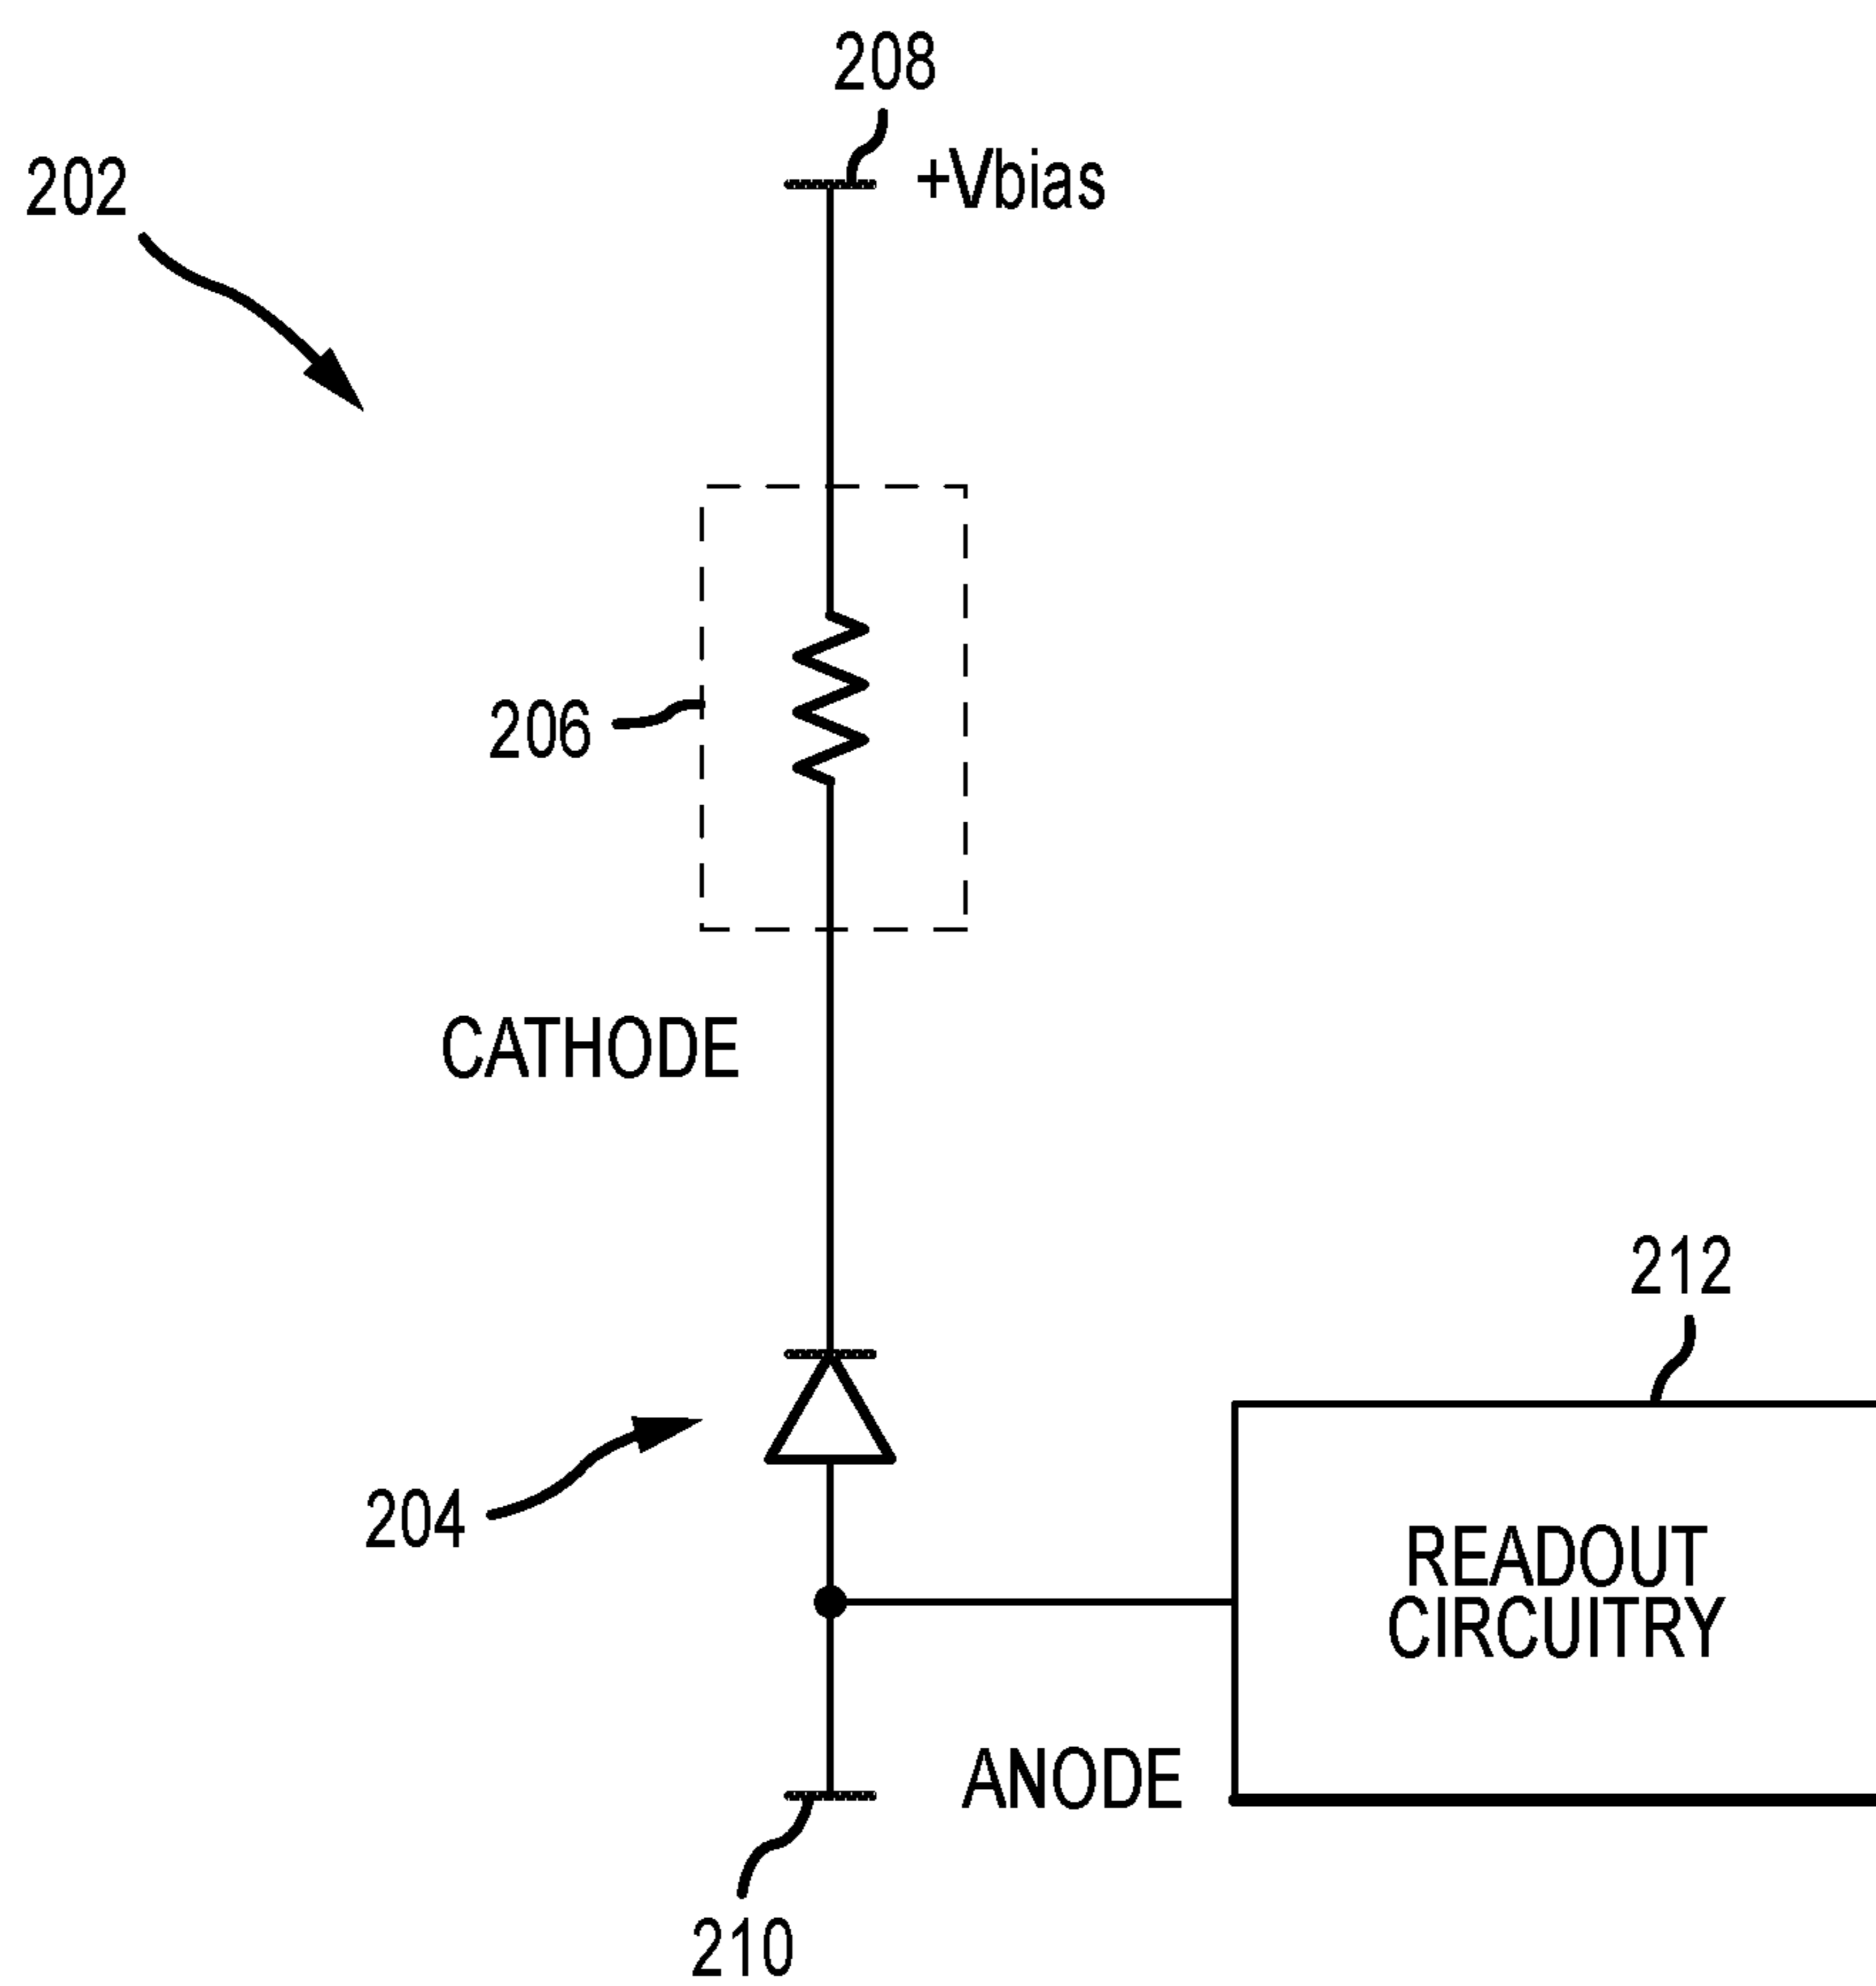 208
202
+Vbias
206
CATHODE
212
204
READOUT
CIRCUITRY
ANODE
210